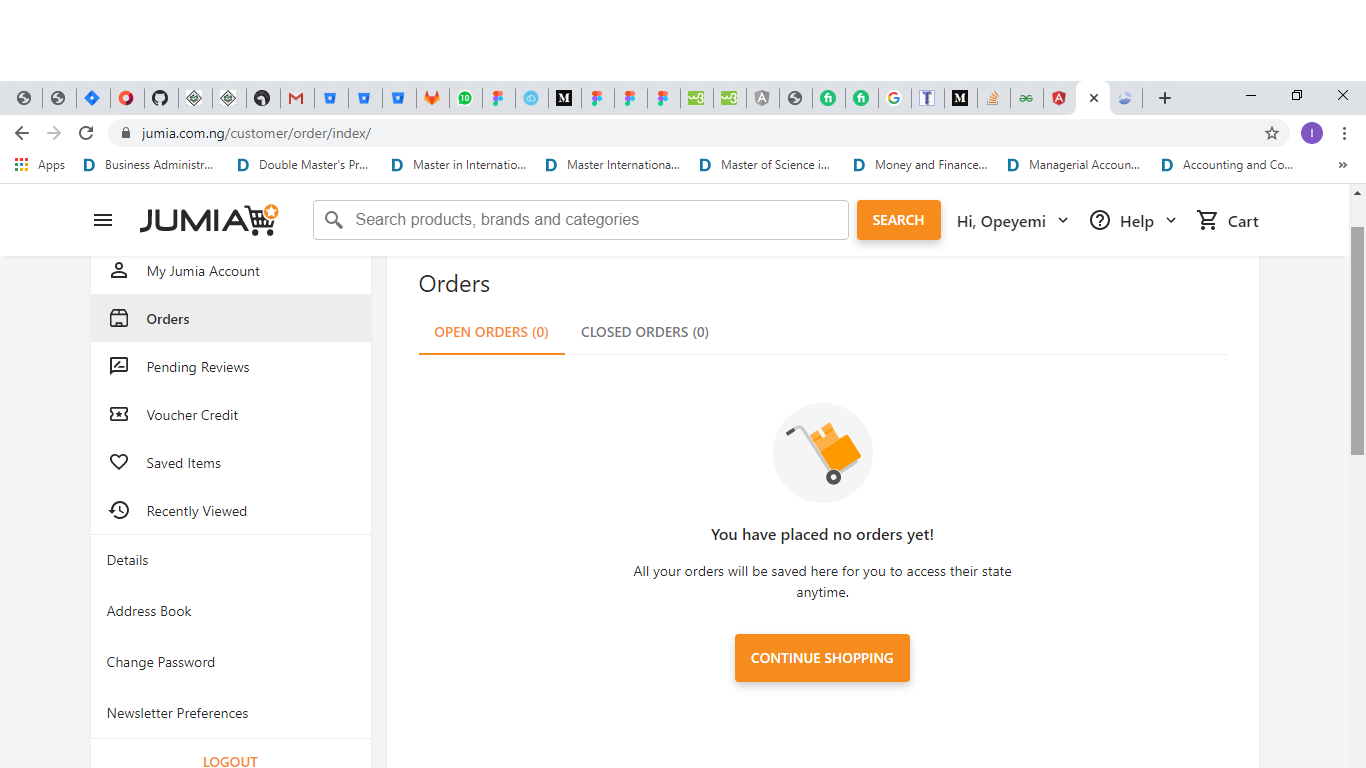 10
jumia.com.ng/customer/order/index/
I
Apps
Business Administr...
Double Master's Pr...
Master in Internatio...
Master Internationa...
Master of Science i...
Money and Finance...
Managerial Accoun...
Accounting and Co...
»
JUMIA
Search products, brands and categories
SEARCH
Hi, Opeyemi
Help
Cart
My Jumia Account
Orders
Pending Reviews
Voucher Credit
Saved Items
Recently Viewed
Details
Address Book
Change Password
Newsletter Preferences
LOGOUT
Orders
OPEN ORDERS (0)
CLOSED ORDERS (0)
You have placed no orders yet!
All your orders will be saved here for you to access their state
anytime.
CONTINUE SHOPPING